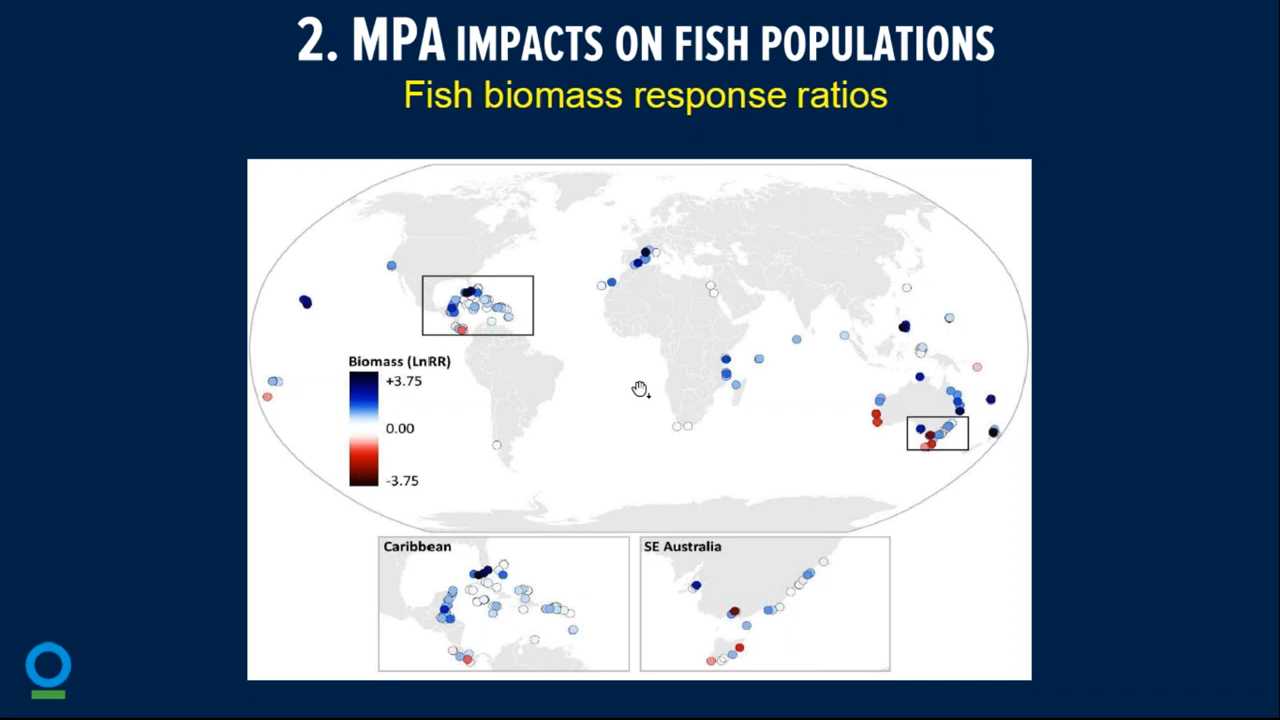 2. MPA IMPACTS ON FISH POPULATIONS
Fish biomass response ratios
Biomass (LnRR)
+3.75
0.00
-3.75
Caribbean
SE Australia